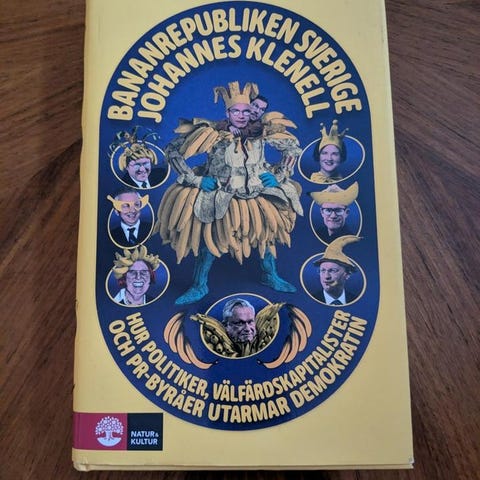 BANANREPUBLIKEN SVERIGE
JOHANNES KLENELL
HUR POLITIKER, VÄLFÄRDSKAPITALISTER
OCH PR-BYRÅER UTARMAR DEMOKRATIN
NATUR &
KULTUR